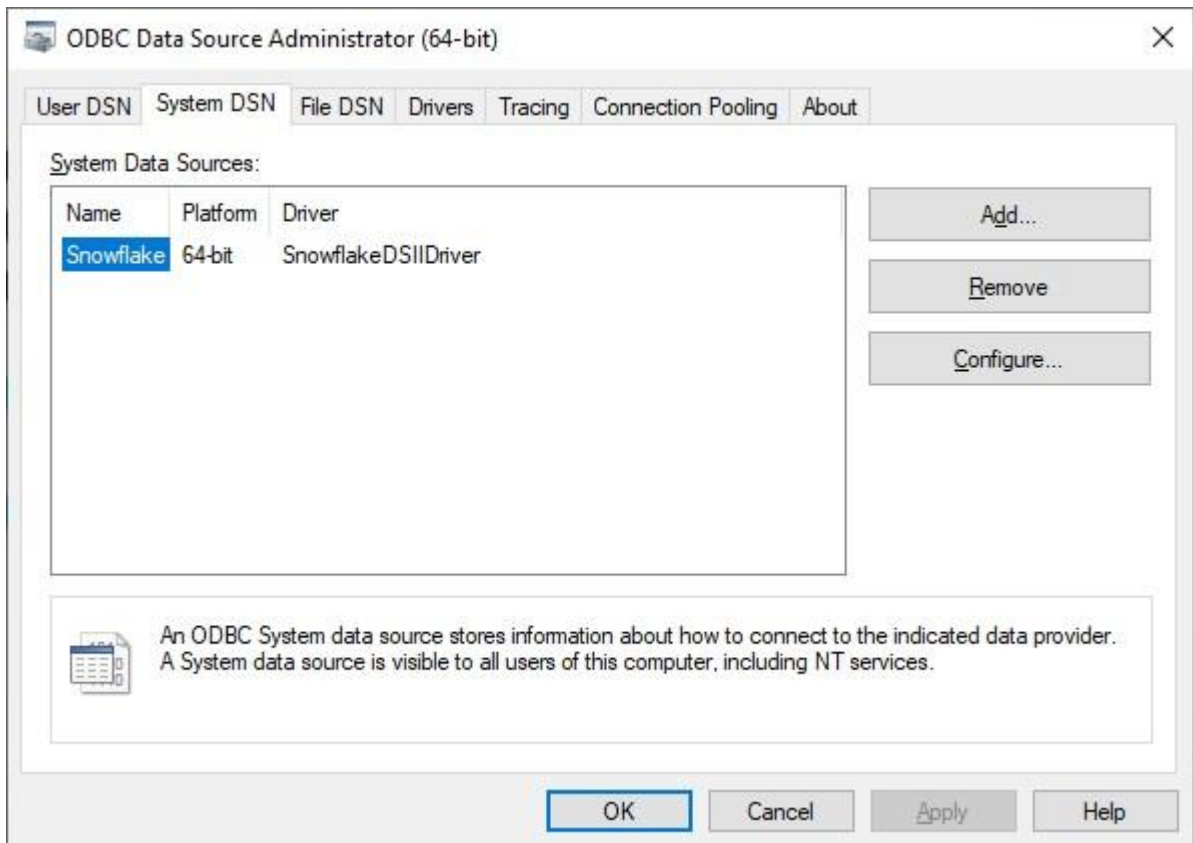 ODBC Data Source Administrator (64-bit)
User DSN System DSN File DSN Drivers Tracing Connection Pooling About
System Data Sources:
Name Platform Driver
Snowflake 64-bit SnowflakeDSIIDriver
Add...
Remove
Configure...
An ODBC System data source stores information about how to connect to the indicated data provider.
A System data source is visible to all users of this computer, including NT services.
OK Cancel Apply Help